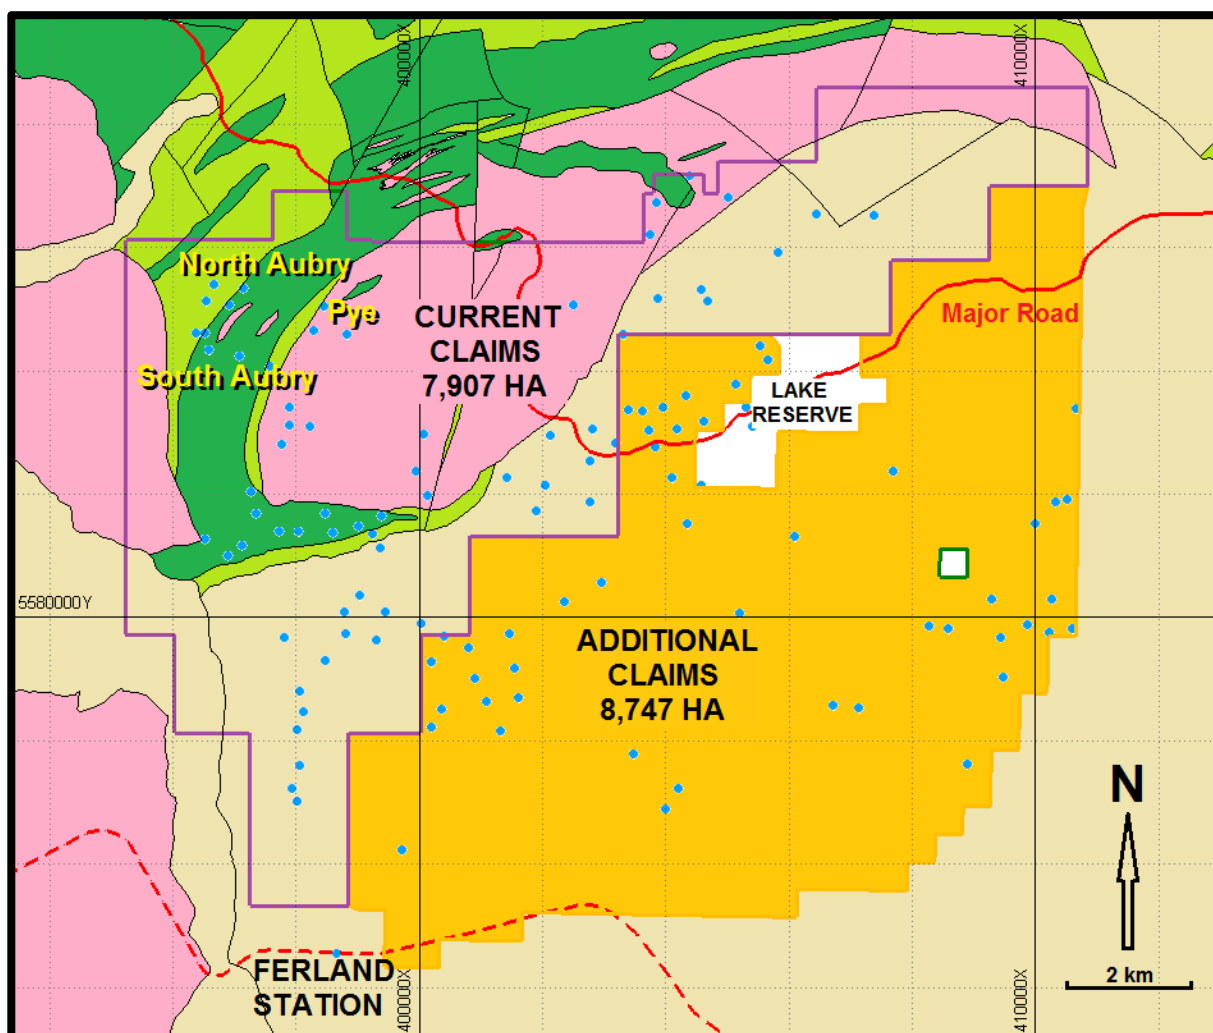 400000X
410000X
North Aubry
Pye
CURRENT
CLAIMS
7,907 HA
Major Road
South Aubry
LAKE
RESERVE
5580000Y
ADDITIONAL
CLAIMS
8,747 HA
N
2 km
FERLAND
STATION
400000X
410000X